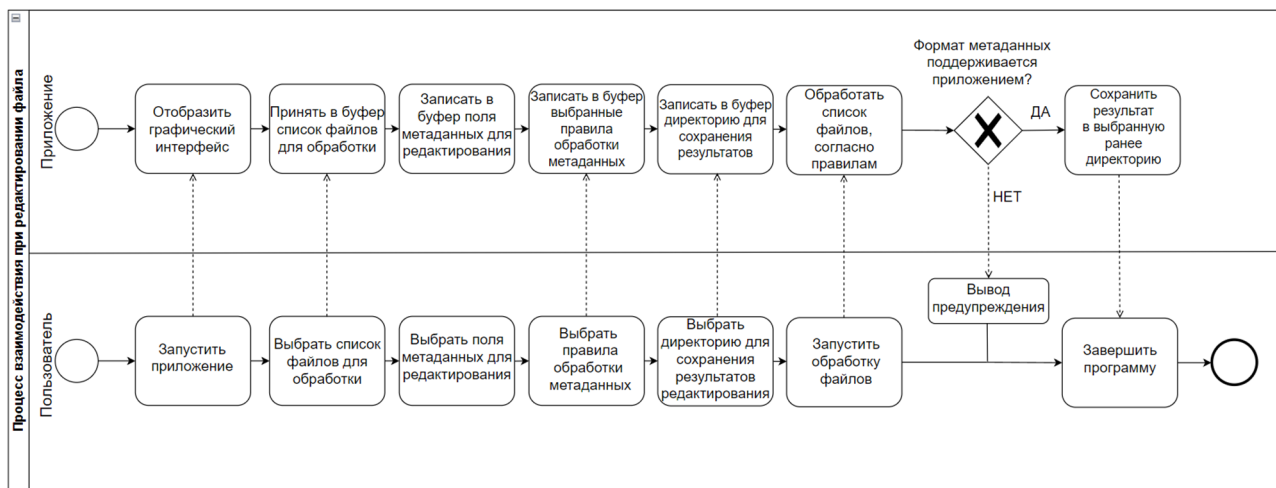 Процесс взаимодействия при редактировании файла
Приложение
Отобразить
графический
интерфейс
Принять в буфер
список файлов
для обработки
Записать в
буфер поля
метаданных для
редактирования
Записать в буфер
выбранные
правила
обработки
метаданных
Записать в буфер
директорию для
сохранения
результатов
Обработать
список
файлов,
согласно
правилам
Формат метаданных
поддерживается
приложением?
ДА
НЕТ
Сохранить
результат
в выбранную
ранее
директорию
Пользователь
Запустить
приложение
Выбрать список
файлов для
обработки
Выбрать поля
метаданных для
редактирования
Выбрать
правила
обработки
метаданных
Выбрать
директорию для
сохранения
результатов
редактирования
Запустить
обработку
файлов
Вывод
предупреждения
Завершить
программу